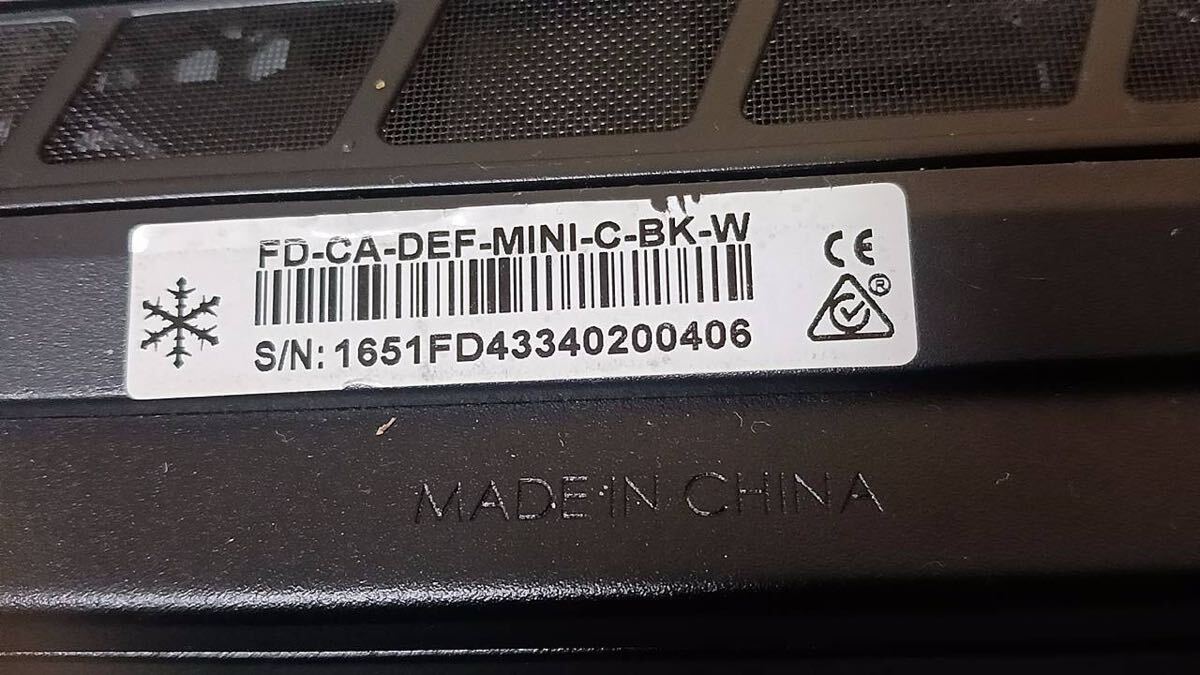 FD-CA-DEF-MINI-C-BK-W
S/N: 1651FD43340200406
CE
®
MADE IN CHINA